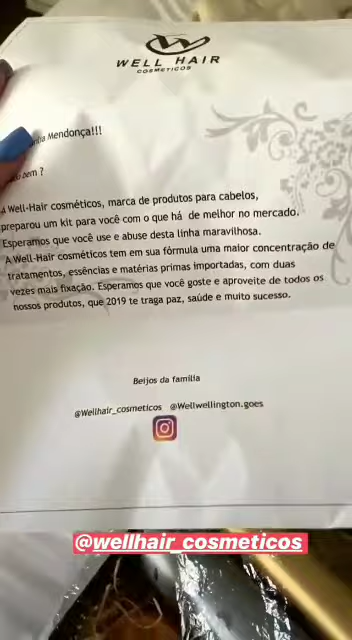 WELL HAIR
COSMETICOS
Mendonça!!!
bem ?
A Well-Hair cosméticos, marca de produtos para cabelos,
preparou um kit para você com o que há de melhor no mercado.
Esperamos que você use e abuse desta linha maravilhosa.
A Well-Hair cosméticos tem em sua fórmula uma maior concentração de
tratamentos, essências e matérias primas importadas, com duas
vezes mais fixação. Esperamos que você goste e aproveite de todos os
nossos produtos, que 2019 te traga paz, saúde e muito sucesso.
Beijos da família
@Wellhair_cosmeticos @Wellwellington.goes
@wellhair_cosmeticos